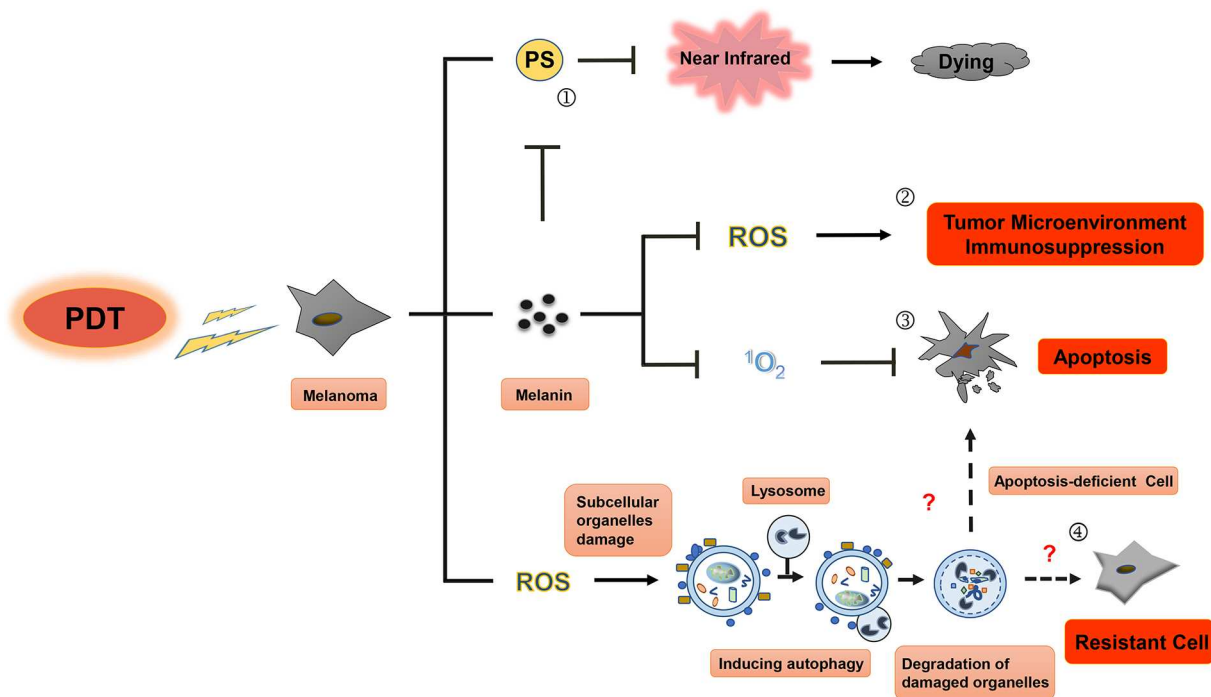 PS
①
Near Infrared
Dying
②
ROS
Tumor Microenvironment
Immunosuppression
PDT
Melanoma
Melanin
③
¹O₂
Apoptosis
Subcellular
organelles
damage
Lysosome
?
Apoptosis-deficient Cell
ROS
?
④
Inducing autophagy
Degradation of
damaged organelles
Resistant Cell